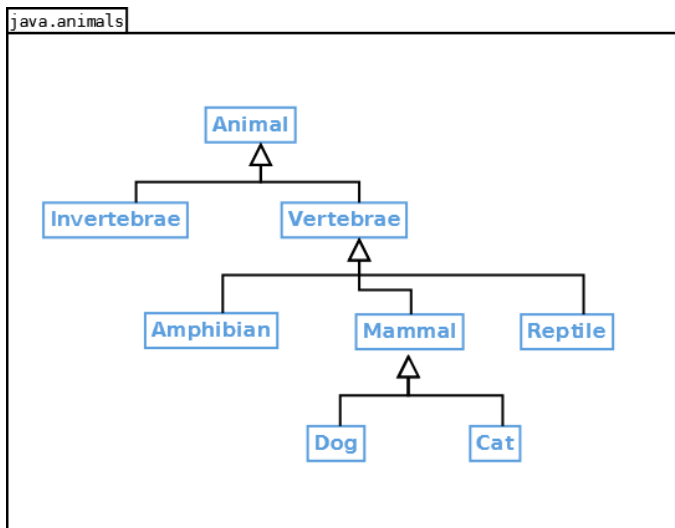 java.animals
Animal
Invertebrae Vertebrae
Amphibian Mammal Reptile
Dog Cat